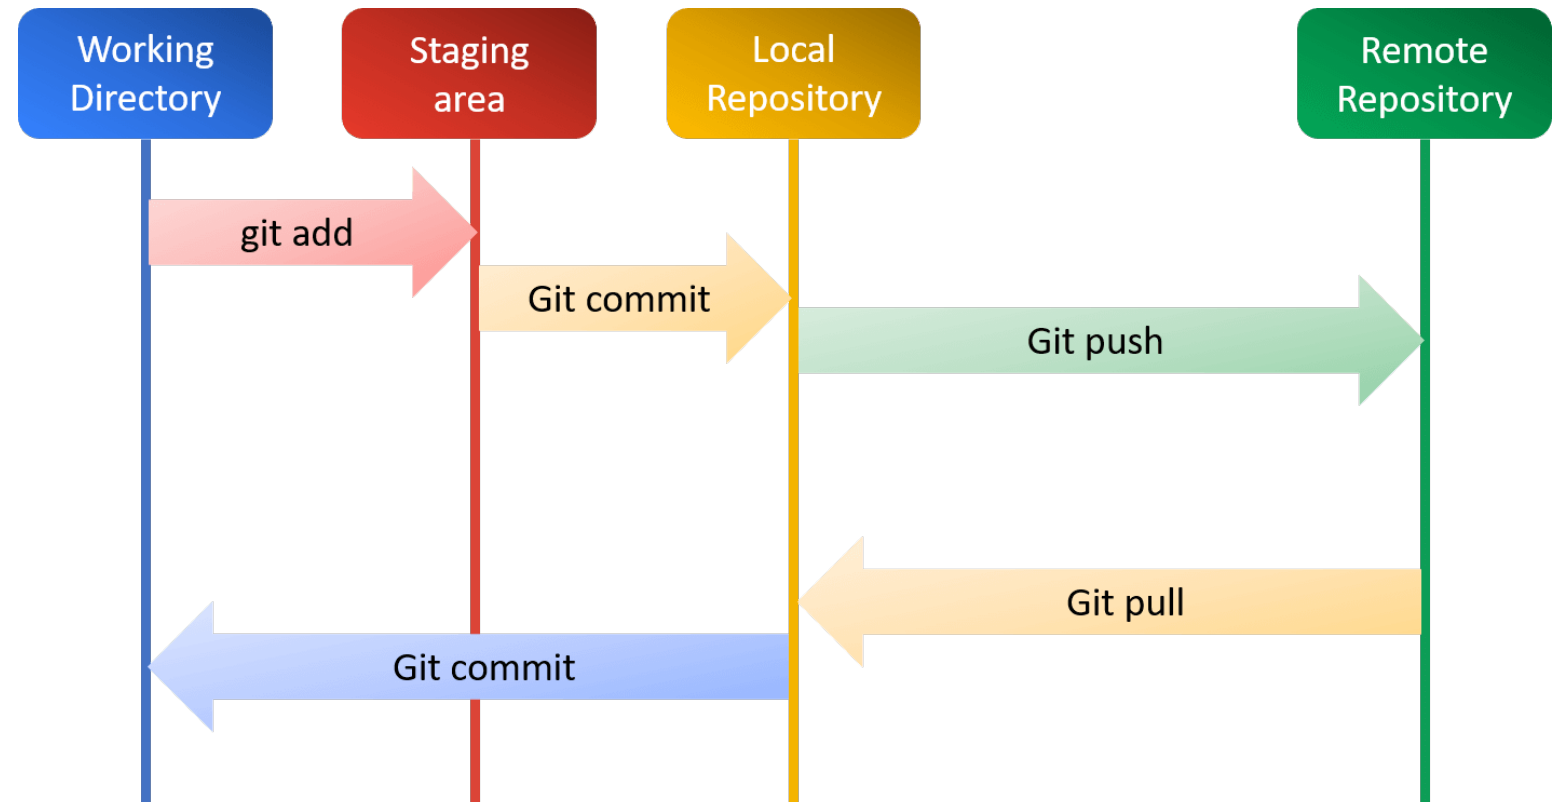 Working
Directory
Staging
area
Local
Repository
Remote
Repository
git add
Git commit
Git push
Git pull
Git commit